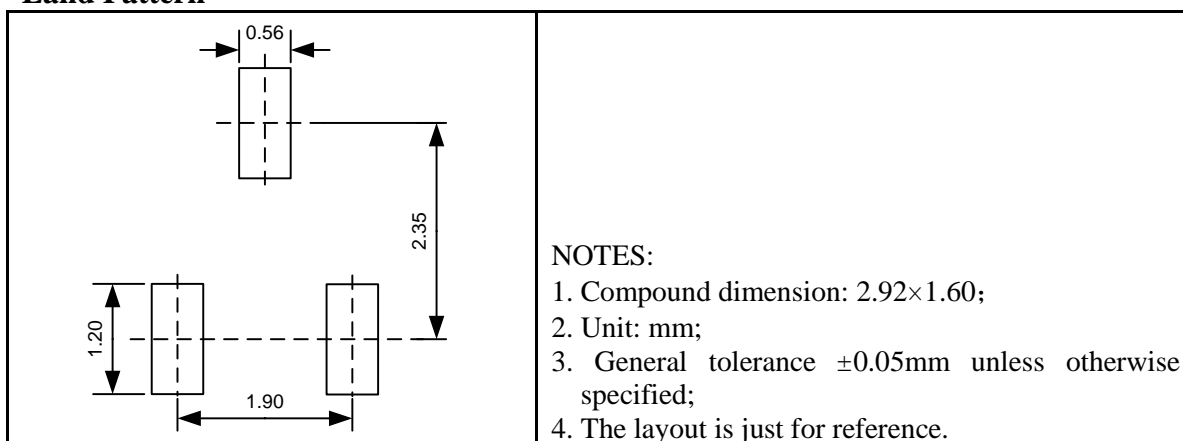 Land Pattern
0.56
2.35
1.20
1.90
NOTES:
1. Compound dimension: 2.92×1.60；
2. Unit: mm;
3. General tolerance ±0.05mm unless otherwise
specified;
4. The layout is just for reference.